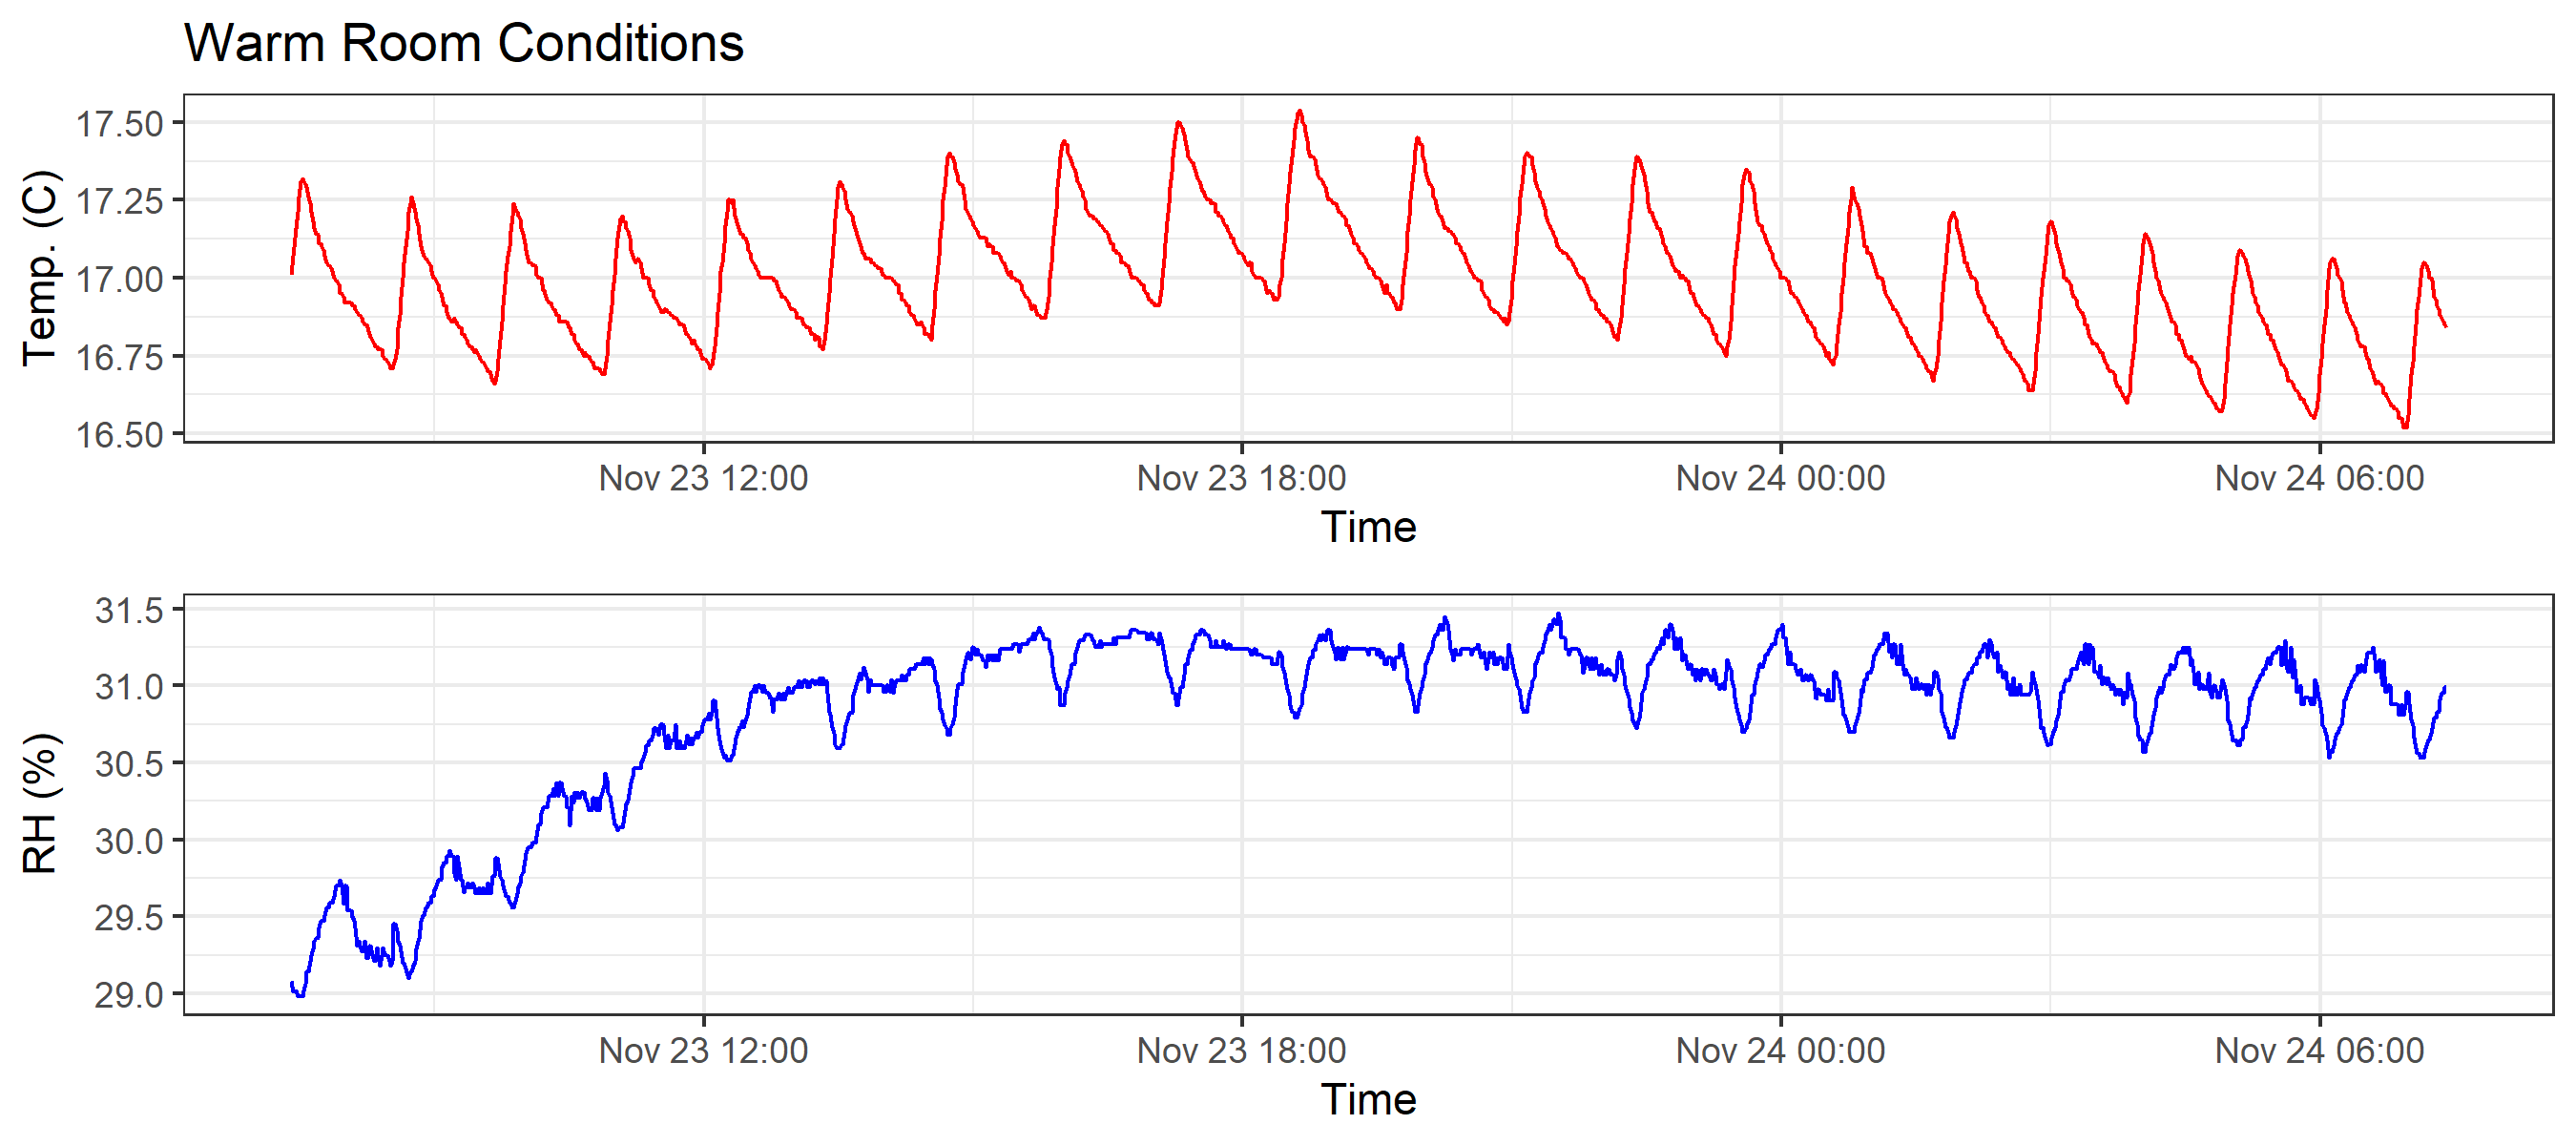 Warm Room Conditions
Temp. (C)
17.50
17.25
17.00
16.75
16.50
Nov 23 12:00 Nov 23 18:00 Nov 24 00:00 Nov 24 06:00
Time
RH (%)
31.5
31.0
30.5
30.0
29.5
29.0
Nov 23 12:00 Nov 23 18:00 Nov 24 00:00 Nov 24 06:00
Time